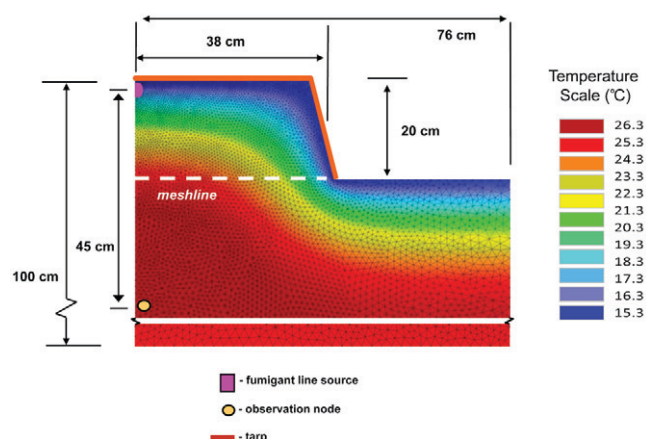 76 cm
38 cm
20 cm
meshline
45 cm
100 cm
Temperature
Scale (℃)
26.3
25.3
24.3
23.3
22.3
21.3
20.3
19.3
18.3
17.3
16.3
15.3
- fumigant line source
- observation node
- tarp